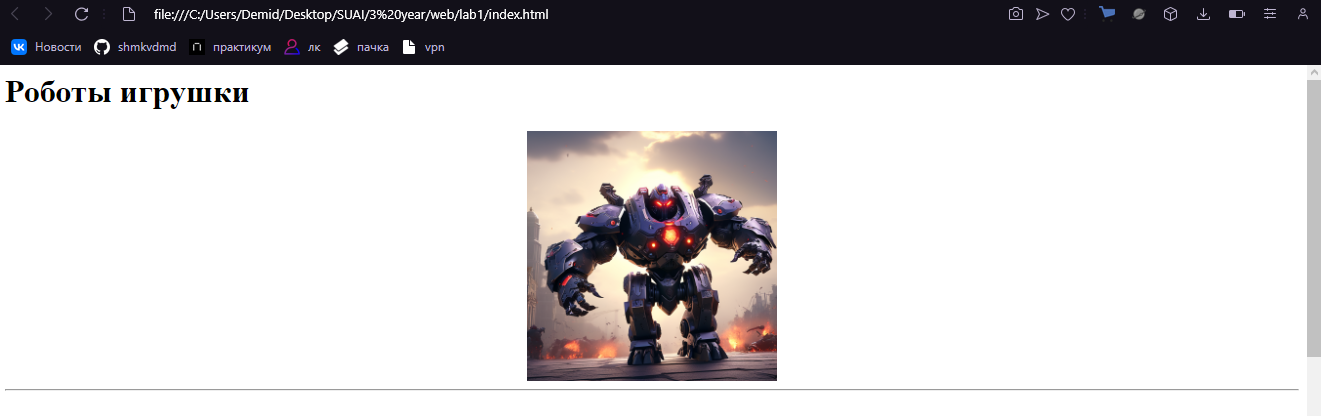 file:///C:/Users/Demid/Desktop/SUAI/3%20year/web/lab1/index.html
Новости shmkvdmd практикум лк пачка vpn
Роботы игрушки